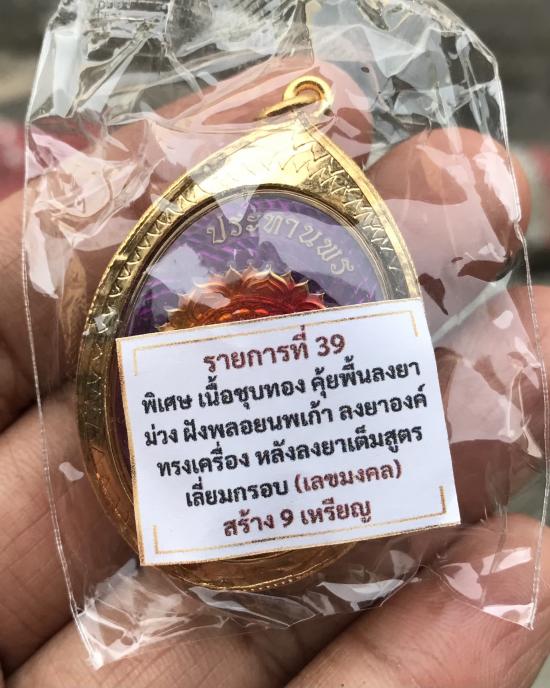 ประทานพร
รายการที่ 39
พิเศษ เนื้อชุบทอง คุ้ยพื้นลงยา
ม่วง ฝังพลอยนพเก้า ลงยาองค์
ทรงเครื่อง หลังลงยาเต็มสูตร
เลี่ยมกรอบ (เลขมงคล)
สร้าง 9 เหรียญ